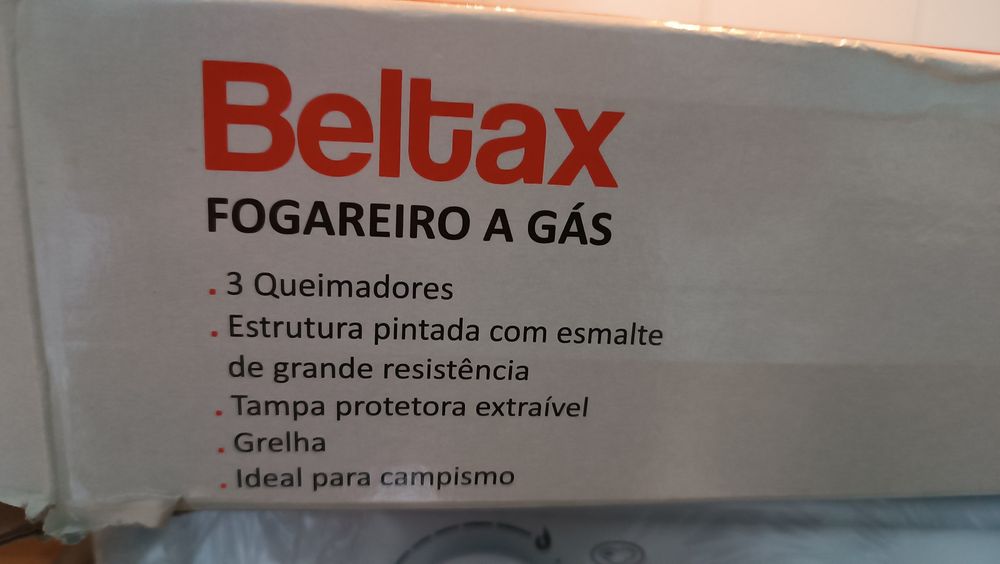 Beltax
FOGAREIRO A GÁS
. 3 Queimadores
. Estrutura pintada com esmalte
de grande resistência
. Tampa protetora extraível
. Grelha
. Ideal para campismo